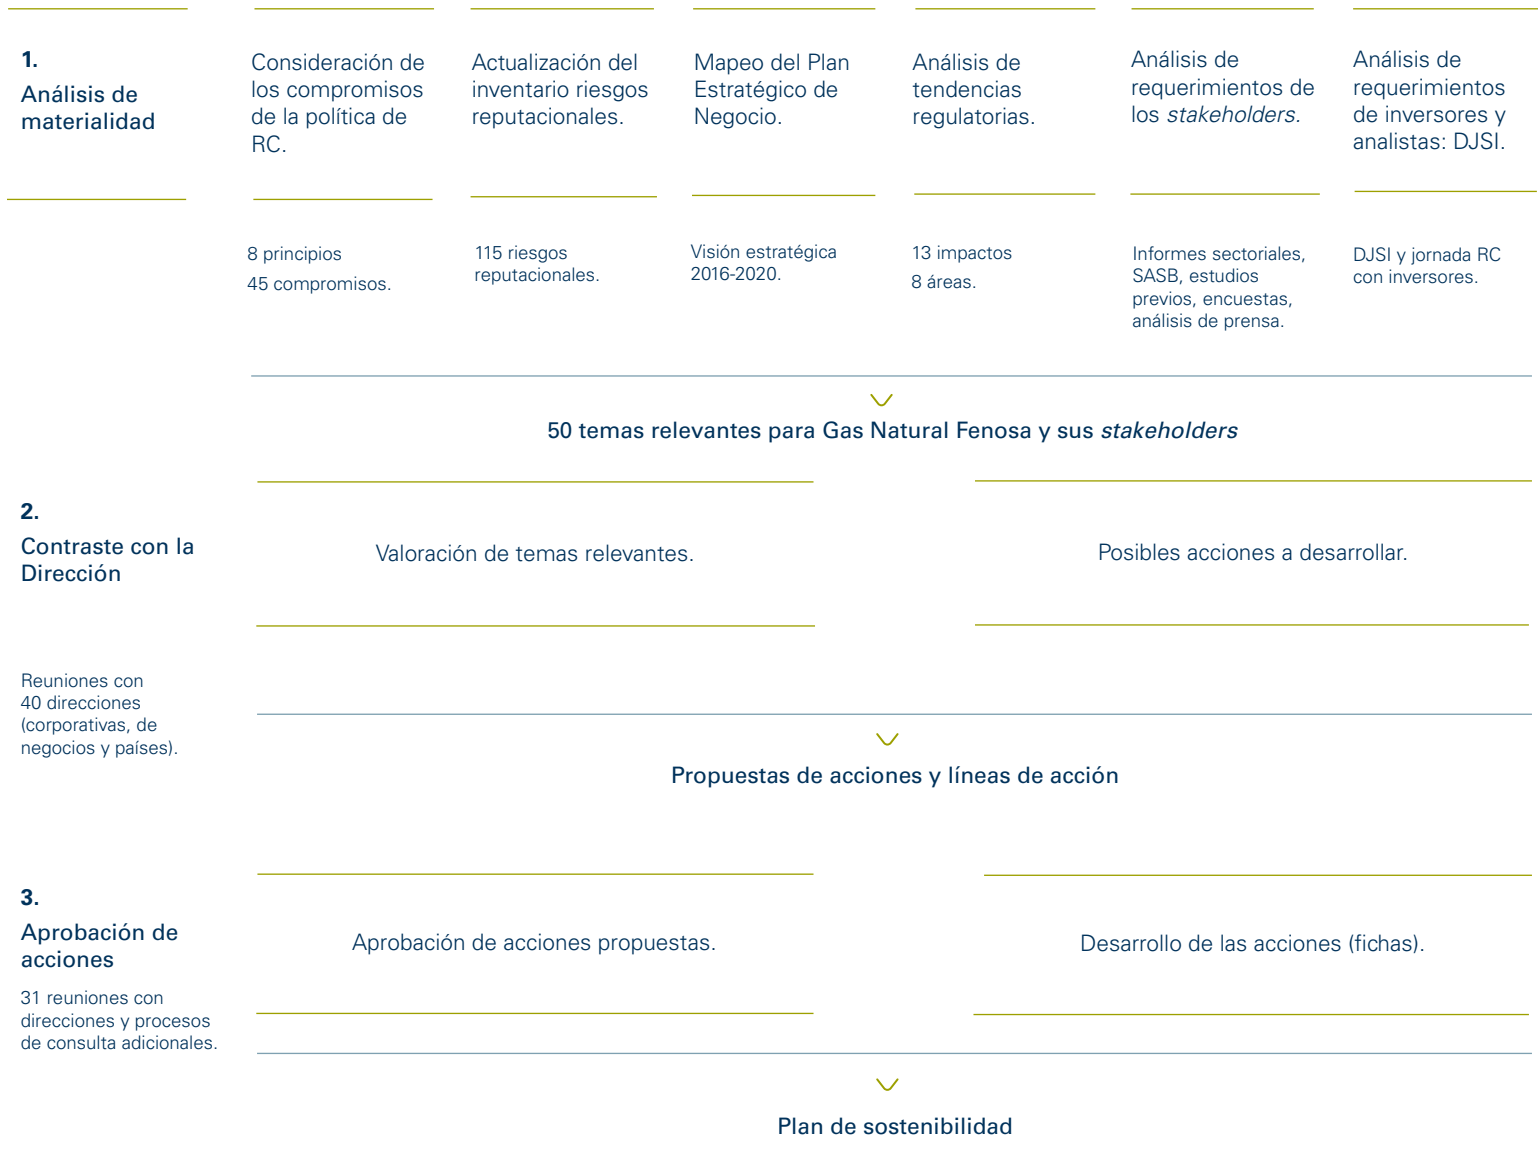 1.
Análisis de
materialidad
Consideración de
los compromisos
de la política de
RC.
Actualización del
inventario riesgos
reputacionales.
Mapeo del Plan
Estratégico de
Negocio.
Análisis de
tendencias
regulatorias.
Análisis de
requerimientos de
los stakeholders.
Análisis de
requerimientos
de inversores y
analistas: DJSI.
8 principios
45 compromisos.
115 riesgos
reputacionales.
Visión estratégica
2016-2020.
13 impactos
8 áreas.
Informes sectoriales,
SASB, estudios
previos, encuestas,
análisis de prensa.
DJSI y jornada RC
con inversores.
50 temas relevantes para Gas Natural Fenosa y sus stakeholders
2.
Contraste con la
Dirección
Reuniones con
40 direcciones
(corporativas, de
negocios y países).
Valoración de temas relevantes.
Posibles acciones a desarrollar.
Propuestas de acciones y líneas de acción
3.
Aprobación de
acciones
31 reuniones con
direcciones y procesos
de consulta adicionales.
Aprobación de acciones propuestas.
Desarrollo de las acciones (fichas).
Plan de sostenibilidad